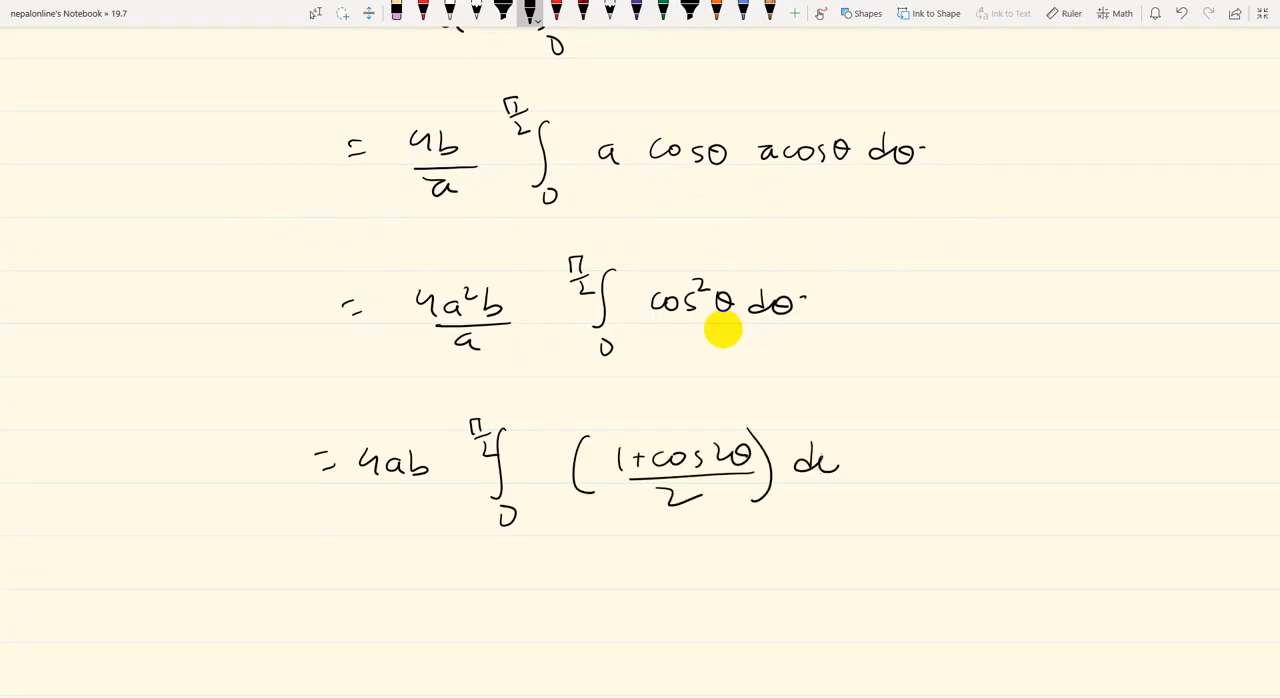 nepalonline's Notebook » 19.7
Shapes Ink to Shape Ink to Text Ruler Math
0
= 4b/a ∫₀^(π/2) a cosθ acosθ dθ
= 4a²b/a ∫₀^(π/2) cos²θ dθ
= 4ab ∫₀^(π/2) (1+cos2θ/2) d